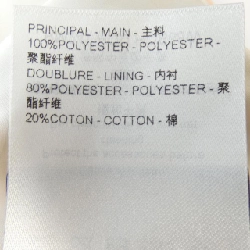 PRINCIPAL - MAIN - 主料
100%POLYESTER - POLYESTER -
聚酯纤维
DOUBLURE - LINING - 内衬
80%POLYESTER - POLYESTER - 聚
酯纤维
20%COTON - COTTON - 棉